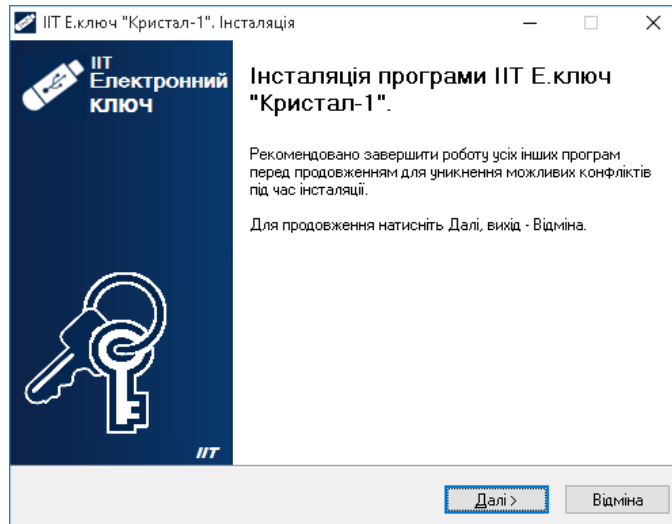 ІІТ Е.ключ "Кристал-1". Інсталяція
ІІТ
Електронний
ключ
Інсталяція програми ІІТ Е.ключ
"Кристал-1".
Рекомендовано завершити роботу усіх інших програм
перед продовженням для уникнення можливих конфліктів
під час інсталяції.
Для продовження натисніть Далі, вихід - Відміна.
ІІТ
Далі >
Відміна